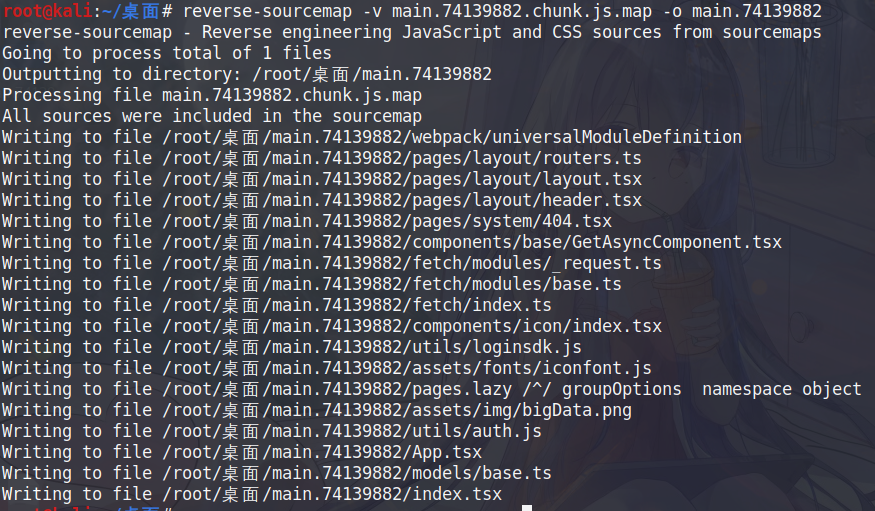 root@kali:~/桌面# reverse-sourcemap -v main.74139882.chunk.js.map -o main.74139882
reverse-sourcemap - Reverse engineering JavaScript and CSS sources from sourcemaps
Going to process total of 1 files
Outputting to directory: /root/桌面/main.74139882
Processing file main.74139882.chunk.js.map
All sources were included in the sourcemap
Writing to file /root/桌面/main.74139882/webpack/universalModuleDefinition
Writing to file /root/桌面/main.74139882/pages/layout/routers.ts
Writing to file /root/桌面/main.74139882/pages/layout/layout.tsx
Writing to file /root/桌面/main.74139882/pages/layout/header.tsx
Writing to file /root/桌面/main.74139882/pages/system/404.tsx
Writing to file /root/桌面/main.74139882/components/base/GetAsyncComponent.tsx
Writing to file /root/桌面/main.74139882/fetch/modules/_request.ts
Writing to file /root/桌面/main.74139882/fetch/modules/base.ts
Writing to file /root/桌面/main.74139882/fetch/index.ts
Writing to file /root/桌面/main.74139882/components/icon/index.tsx
Writing to file /root/桌面/main.74139882/utils/loginsdk.js
Writing to file /root/桌面/main.74139882/assets/fonts/iconfont.js
Writing to file /root/桌面/main.74139882/pages.lazy /^/ groupOptions  namespace object
Writing to file /root/桌面/main.74139882/assets/img/bigData.png
Writing to file /root/桌面/main.74139882/utils/auth.js
Writing to file /root/桌面/main.74139882/App.tsx
Writing to file /root/桌面/main.74139882/models/base.ts
Writing to file /root/桌面/main.74139882/index.tsx
root@kali:~/桌面#